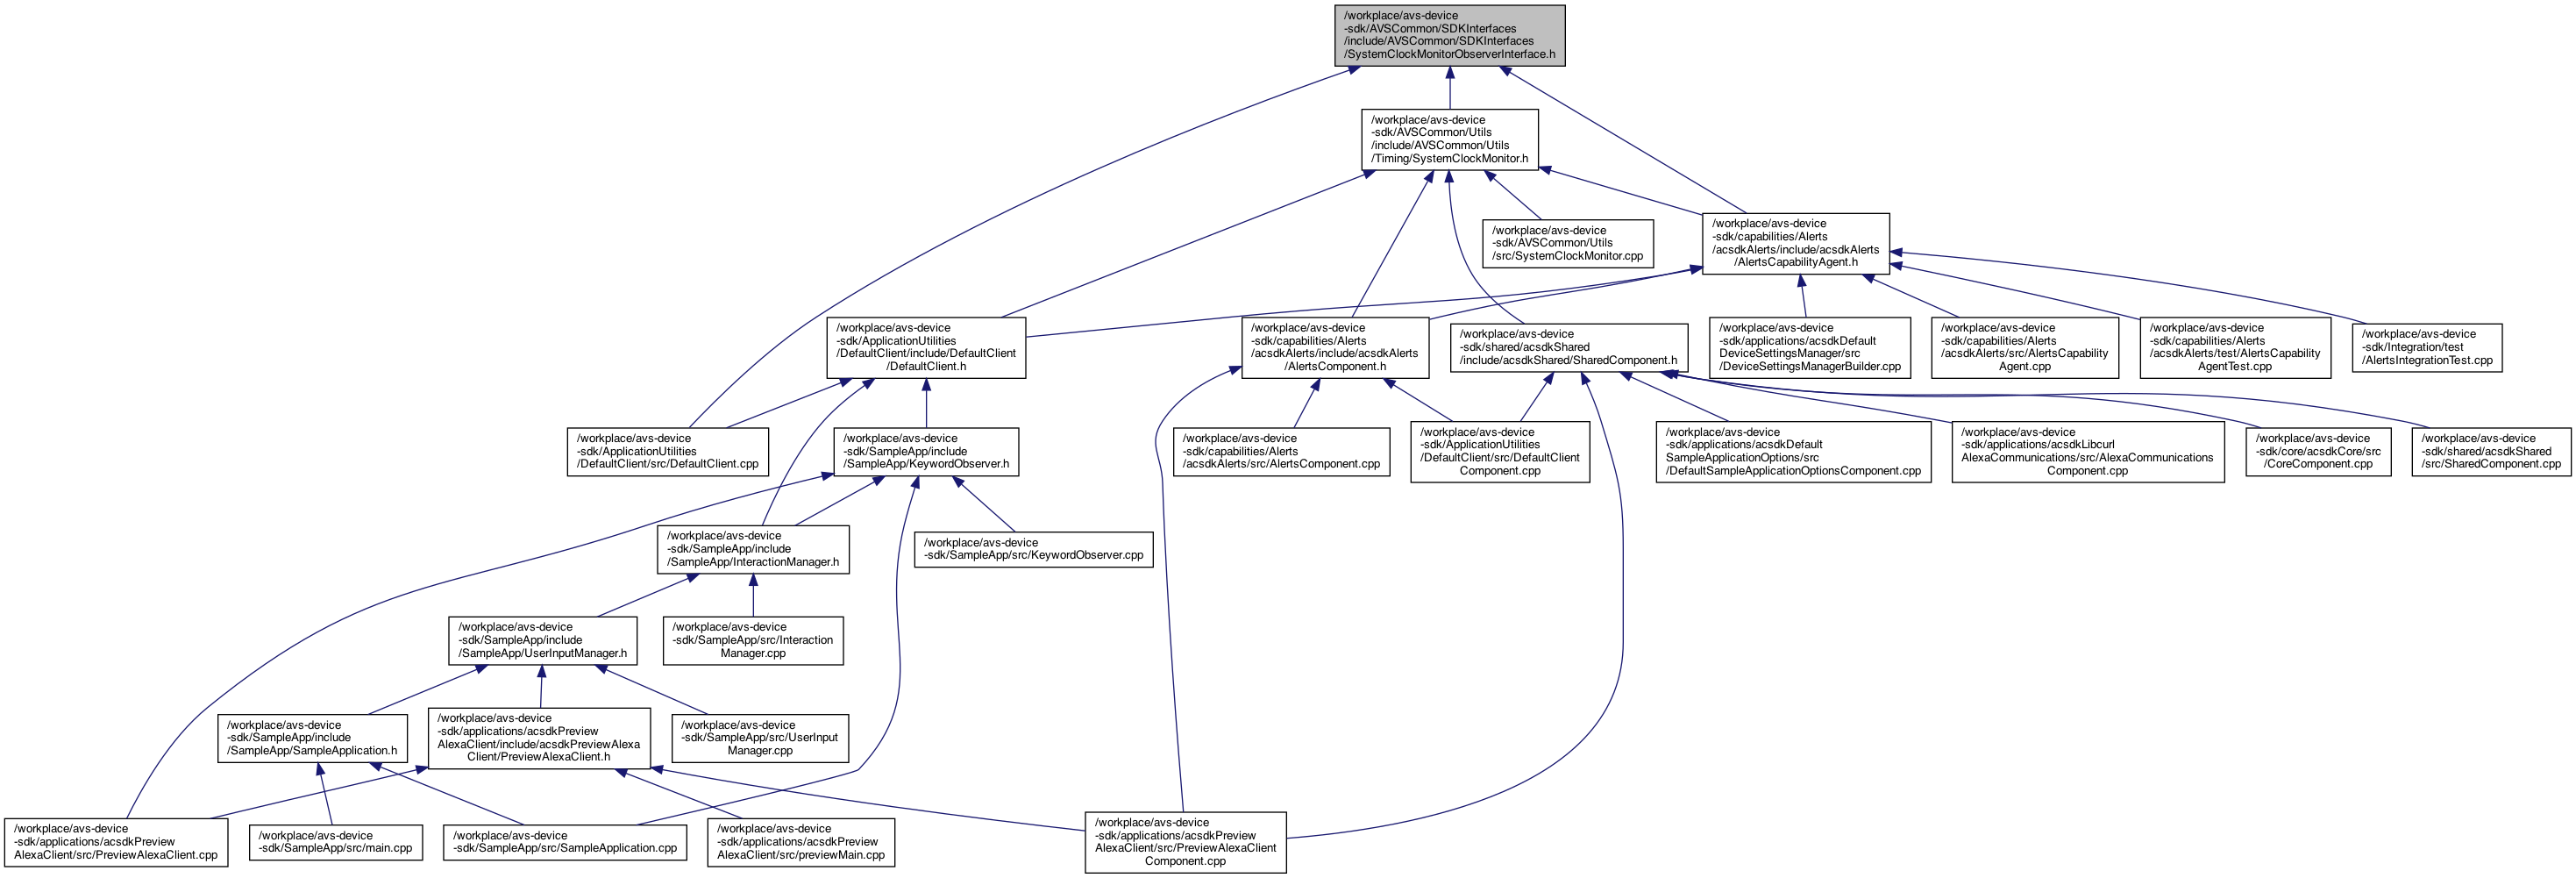 /workplace/avs-device
-sdk/AVSCommon/SDKInterfaces
/include/AVSCommon/SDKInterfaces
/SystemClockMonitorObserverInterface.h
/workplace/avs-device
-sdk/AVSCommon/Utils
/include/AVSCommon/Utils
/Timing/SystemClockMonitor.h
/workplace/avs-device
-sdk/AVSCommon/Utils
/src/SystemClockMonitor.cpp
/workplace/avs-device
-sdk/capabilities/Alerts
/acsdkAlerts/include/acsdkAlerts
/AlertsCapabilityAgent.h
/workplace/avs-device
-sdk/ApplicationUtilities
/DefaultClient/include/DefaultClient
/DefaultClient.h
/workplace/avs-device
-sdk/capabilities/Alerts
/acsdkAlerts/include/acsdkAlerts
/AlertsComponent.h
/workplace/avs-device
-sdk/shared/acsdkShared
/include/acsdkShared/SharedComponent.h
/workplace/avs-device
-sdk/applications/acsdkDefault
DeviceSettingsManager/src
/DeviceSettingsManagerBuilder.cpp
/workplace/avs-device
-sdk/capabilities/Alerts
/acsdkAlerts/src/AlertsCapability
Agent.cpp
/workplace/avs-device
-sdk/capabilities/Alerts
/acsdkAlerts/test/AlertsCapability
AgentTest.cpp
/workplace/avs-device
-sdk/Integration/test
/AlertsIntegrationTest.cpp
/workplace/avs-device
-sdk/ApplicationUtilities
/DefaultClient/src/DefaultClient.cpp
/workplace/avs-device
-sdk/SampleApp/include
/SampleApp/KeywordObserver.h
/workplace/avs-device
-sdk/capabilities/Alerts
/acsdkAlerts/src/AlertsComponent.cpp
/workplace/avs-device
-sdk/ApplicationUtilities
/DefaultClient/src/DefaultClient
Component.cpp
/workplace/avs-device
-sdk/applications/acsdkDefault
SampleApplicationOptions/src
/DefaultSampleApplicationOptionsComponent.cpp
/workplace/avs-device
-sdk/applications/acsdkLibcurl
AlexaCommunications/src/AlexaCommunications
Component.cpp
/workplace/avs-device
-sdk/core/acsdkCore/src
/CoreComponent.cpp
/workplace/avs-device
-sdk/shared/acsdkShared
/src/SharedComponent.cpp
/workplace/avs-device
-sdk/SampleApp/include
/SampleApp/InteractionManager.h
/workplace/avs-device
-sdk/SampleApp/src/KeywordObserver.cpp
/workplace/avs-device
-sdk/SampleApp/include
/SampleApp/UserInputManager.h
/workplace/avs-device
-sdk/SampleApp/src/Interaction
Manager.cpp
/workplace/avs-device
-sdk/SampleApp/include
/SampleApp/SampleApplication.h
/workplace/avs-device
-sdk/applications/acsdkPreview
AlexaClient/include/acsdkPreviewAlexa
Client/PreviewAlexaClient.h
/workplace/avs-device
-sdk/SampleApp/src/UserInput
Manager.cpp
/workplace/avs-device
-sdk/applications/acsdkPreview
AlexaClient/src/PreviewAlexaClient.cpp
/workplace/avs-device
-sdk/SampleApp/src/main.cpp
/workplace/avs-device
-sdk/SampleApp/src/SampleApplication.cpp
/workplace/avs-device
-sdk/applications/acsdkPreview
AlexaClient/src/previewMain.cpp
/workplace/avs-device
-sdk/applications/acsdkPreview
AlexaClient/src/PreviewAlexaClient
Component.cpp